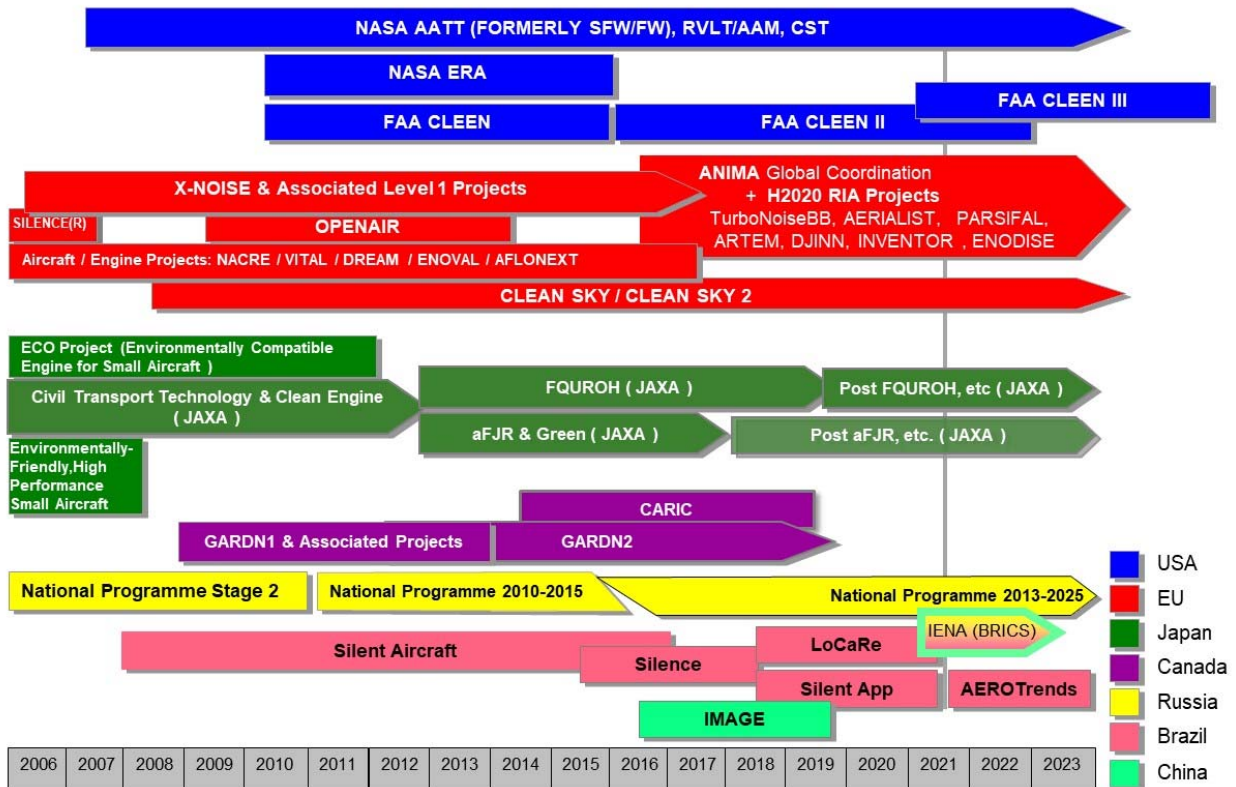 NASA AATT (FORMERLY SFW/FW), RVLT/AAM, CST
NASA ERA
FAA CLEEN III
FAA CLEEN
FAA CLEEN II
ANIMA Global Coordination
+ H2020 RIA Projects
TurboNoiseBB, AERIALIST, PARSIFAL,
ARTEM, DJINN, INVENTOR , ENODISE
X-NOISE & Associated Level 1 Projects
SILENCE(R)
OPENAIR
Aircraft / Engine Projects: NACRE / VITAL / DREAM / ENOVAL / AFLONEXT
CLEAN SKY / CLEAN SKY 2
ECO Project (Environmentally Compatible
Engine for Small Aircraft )
Civil Transport Technology & Clean Engine
( JAXA )
FQUROH ( JAXA )
Post FQUROH, etc ( JAXA )
aFJR & Green ( JAXA )
Post aFJR, etc. ( JAXA )
Environmentally-
Friendly,High
Performance
Small Aircraft
CARIC
GARDN1 & Associated Projects
GARDN2
National Programme Stage 2
National Programme 2010-2015
National Programme 2013-2025
IENA (BRICS)
Silent Aircraft
Silence
LoCaRe
Silent App
AEROTrends
IMAGE
USA
EU
Japan
Canada
Russia
Brazil
China
2006 2007 2008 2009 2010 2011 2012 2013 2014 2015 2016 2017 2018 2019 2020 2021 2022 2023